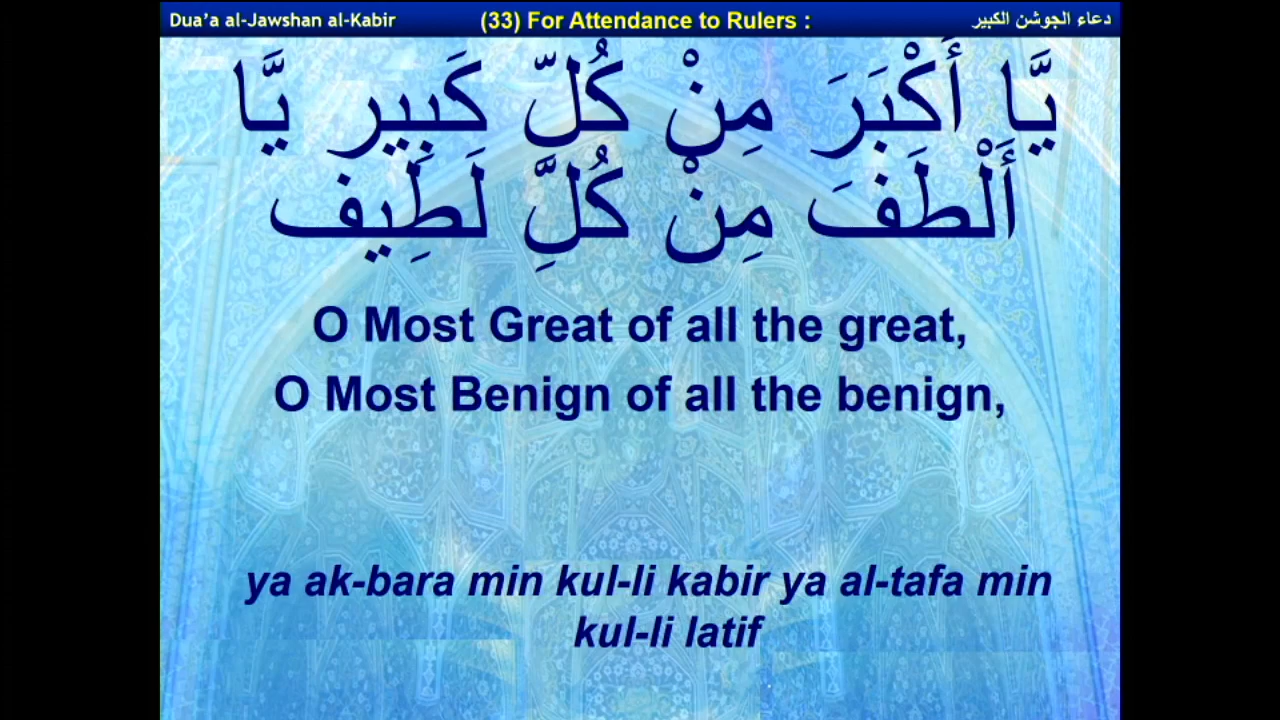 Dua’a al-Jawshan al-Kabir
(33) For Attendance to Rulers :
دعاء الجوشن الكبير
يَّا أَكْبَرَ مِنْ كُلِّ كَبِيرٍ يَّا
أَلْطَفَ مِنْ كُلِّ لَطِيف
O Most Great of all the great,
O Most Benign of all the benign,
ya ak-bara min kul-li kabir ya al-tafa min
kul-li latif